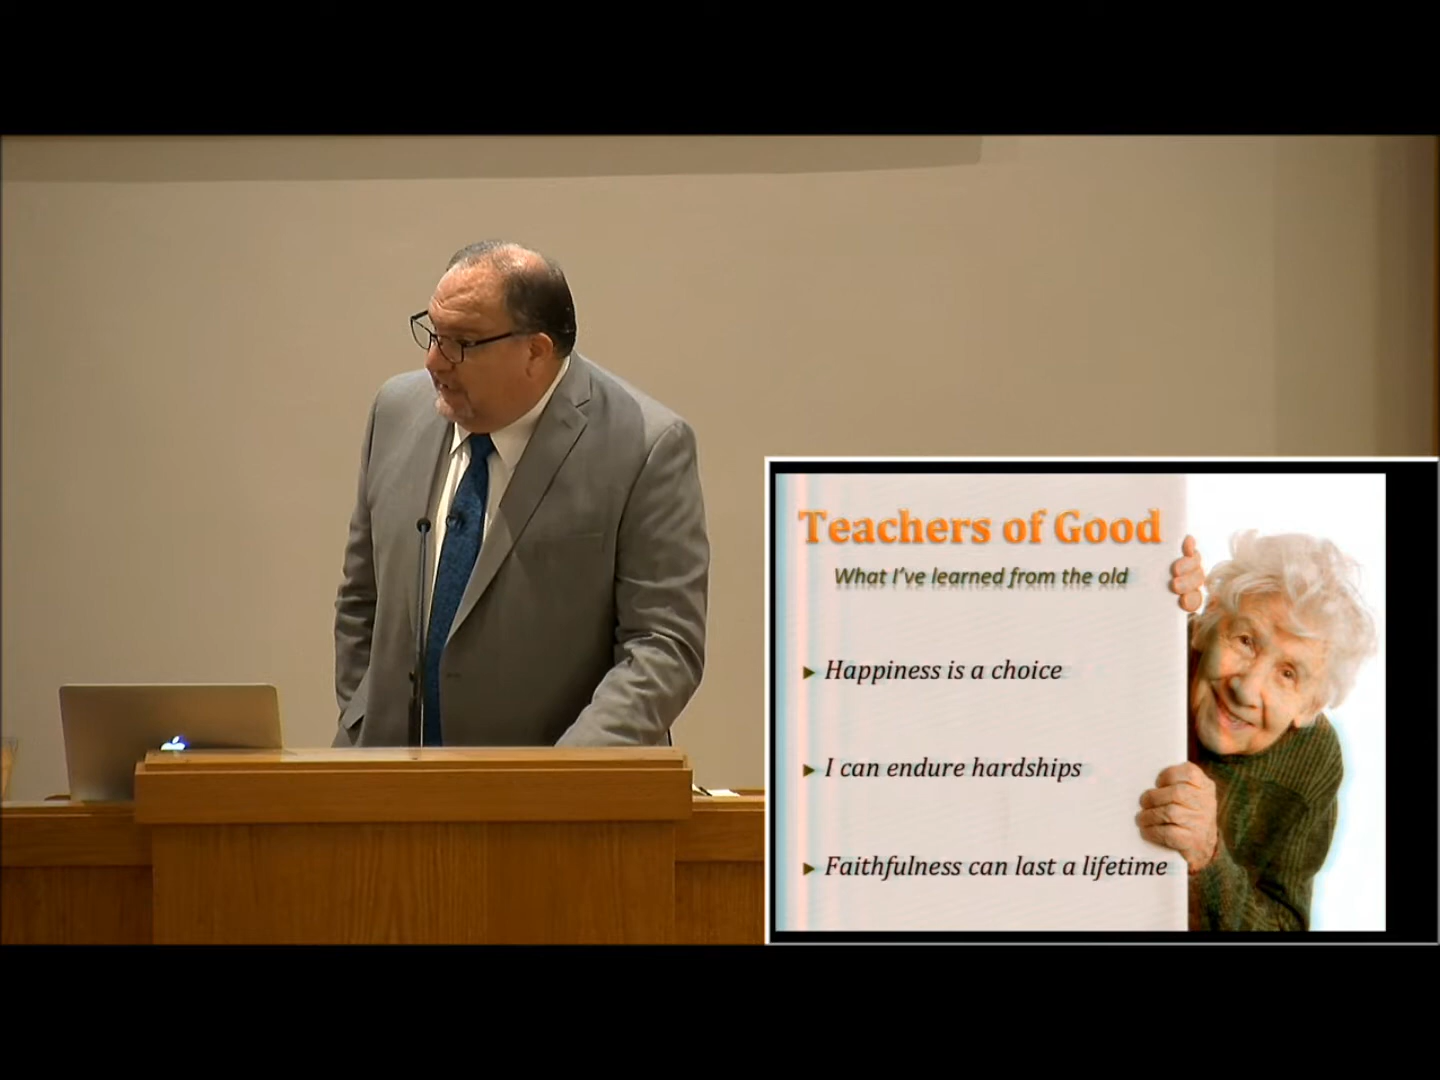 Teachers of Good
What I've learned from the old
Happiness is a choice
I can endure hardships
Faithfulness can last a lifetime